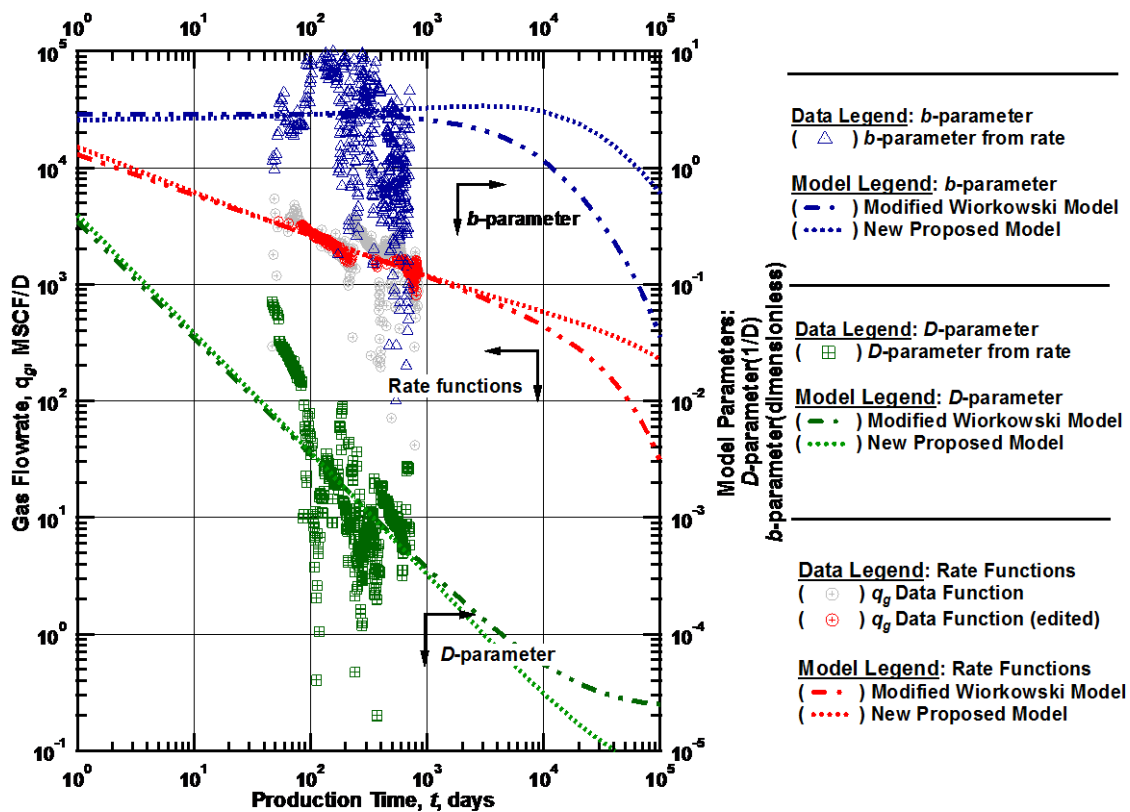 10⁰ 10¹ 10² 10³ 10⁴ 10⁵
10⁵
10⁴
10³
10²
10¹
10⁰
10⁻¹
Gas Flowrate, qg, MSCF/D
10¹
10⁰
10⁻¹
10⁻²
10⁻³
10⁻⁴
10⁻⁵
Model Parameters:
D-parameter(1/D)
b-parameter(dimensionless)
b-parameter
Rate functions
D-parameter
10⁰ 10¹ 10² 10³ 10⁴ 10⁵
Production Time, t, days
Data Legend: b-parameter
( ) b-parameter from rate
Model Legend: b-parameter
( ) Modified Wiorkowski Model
( ) New Proposed Model
Data Legend: D-parameter
( ) D-parameter from rate
Model Legend: D-parameter
( ) Modified Wiorkowski Model
( ) New Proposed Model
Data Legend: Rate Functions
( ) qg Data Function
( ) qg Data Function (edited)
Model Legend: Rate Functions
( ) Modified Wiorkowski Model
( ) New Proposed Model